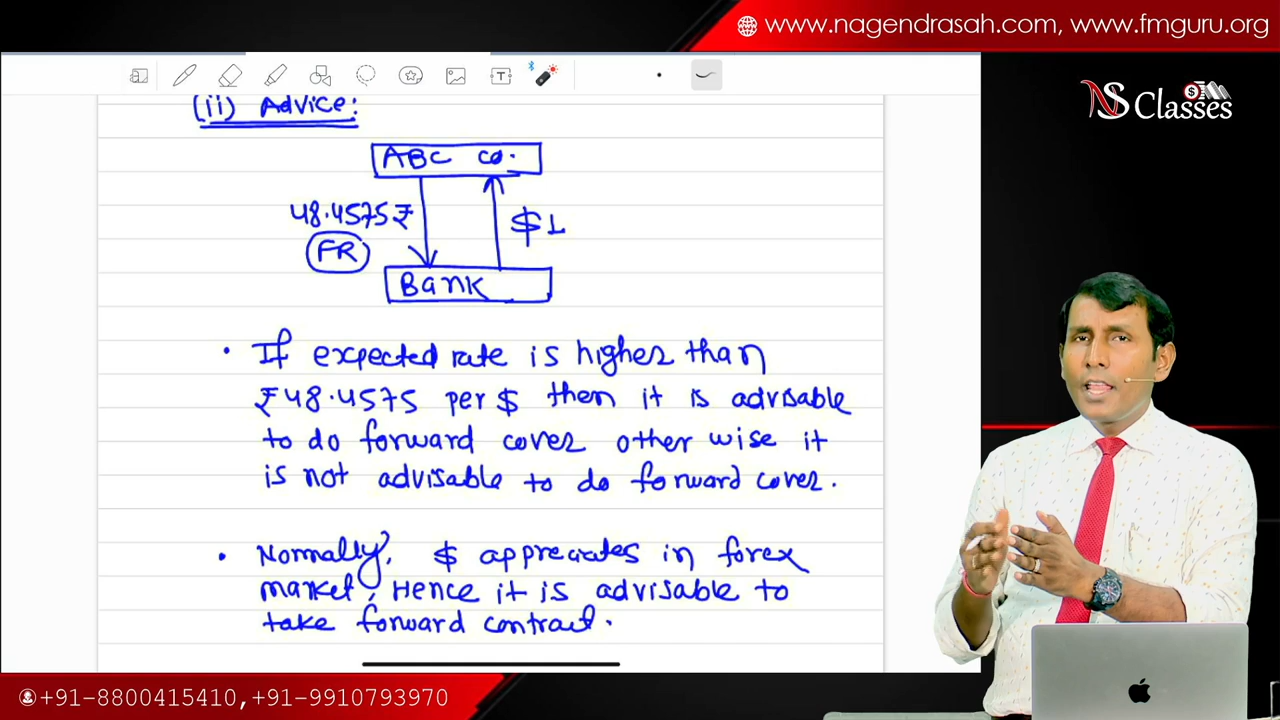 www.nagendrasah.com, www.fmguru.org
NS Classes
(ii) Advice:
ABC co.
48.4575 ₹
FR
$1
Bank
• If expected rate is higher than
₹48.4575 per $ then it is advisable
to do forward cover other wise it
is not advisable to do forward cover.
• Normally, $ appreciates in forex
market, Hence it is advisable to
take forward contract.
+91-8800415410,+91-9910793970